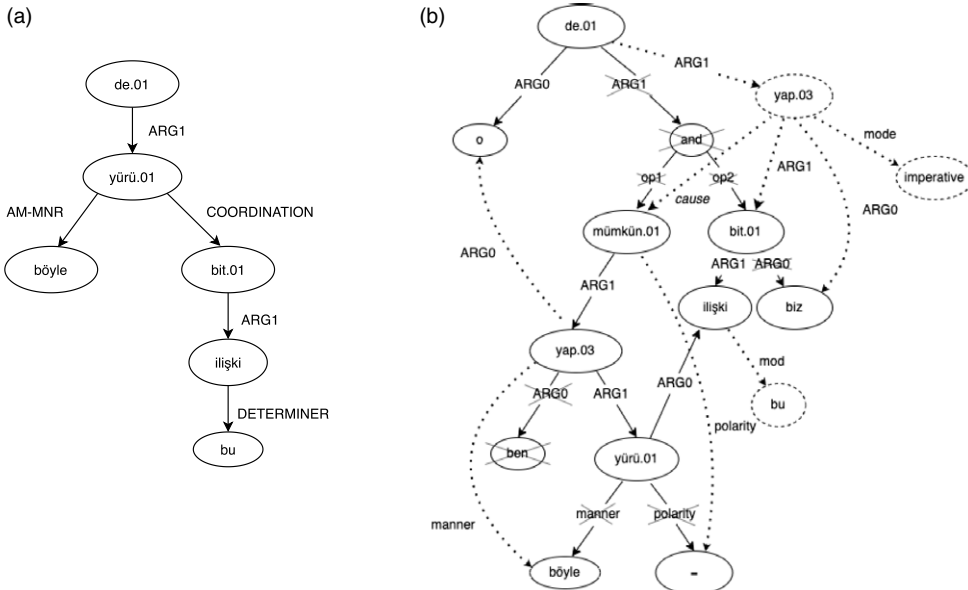 (a)
de.01
ARG1
yürü.01
AM-MNR
COORDINATION
böyle
bit.01
ARG1
ilişki
DETERMINER
bu
(b)
de.01
ARG1
ARG0
ARG1
yap.03
o
and
mode
op1
op2
ARG1
imperative
cause
mümkün.01
bit.01
ARG0
ARG0
ARG1
ARG0
ARG1
ilişki
biz
yap.03
mod
ARG0
ARG0
ARG1
bu
polarity
ben
yürü.01
manner
manner
polarity
böyle
-